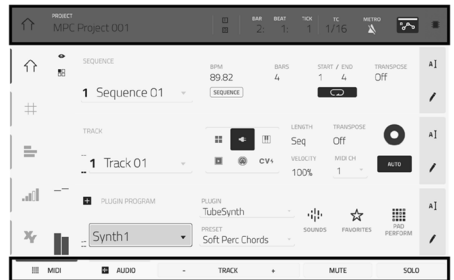 PROJECT
MPC Project 001
BAR BEAT TICK TC METRO
2: 1: 1 1/16
SEQUENCE
1 Sequence 01
BPM BARS START / END TRANSPOSE
89.82 4 1 4 Off
SEQUENCE
TRACK
1 Track 01
LENGTH TRANSPOSE
Seq Off
VELOCITY MIDI CH
100% 1
AUTO
CV
PLUGIN PROGRAM
Synth1
PLUGIN
TubeSynth
PRESET
Soft Perc Chords
SOUNDS FAVORITES PAD PERFORM
MIDI AUDIO - TRACK + MUTE SOLO